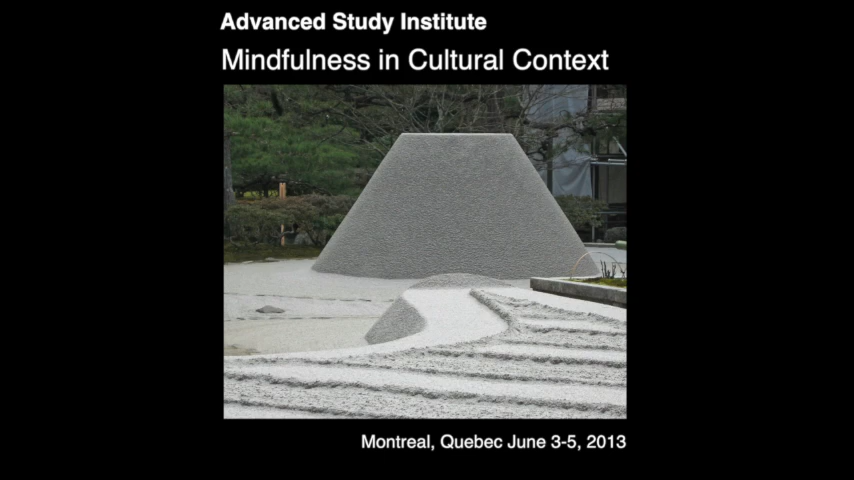 Advanced Study Institute
Mindfulness in Cultural Context
Montreal, Quebec June 3-5, 2013